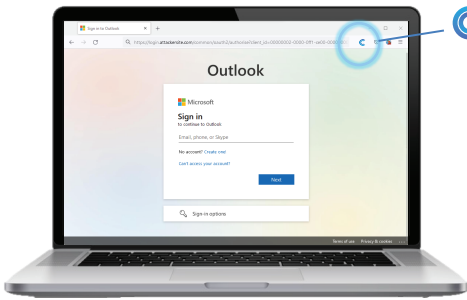 Sign in to Outlook
https://login.attackersite.com/common/oauth2/authorize?client_id=00000002-0000-0ff1-ce00-000
Outlook
Microsoft
Sign in
to continue to Outlook
Email, phone, or Skype
No account? Create one!
Can't access your account?
Next
Sign-in options
Terms of use Privacy & cookies ...